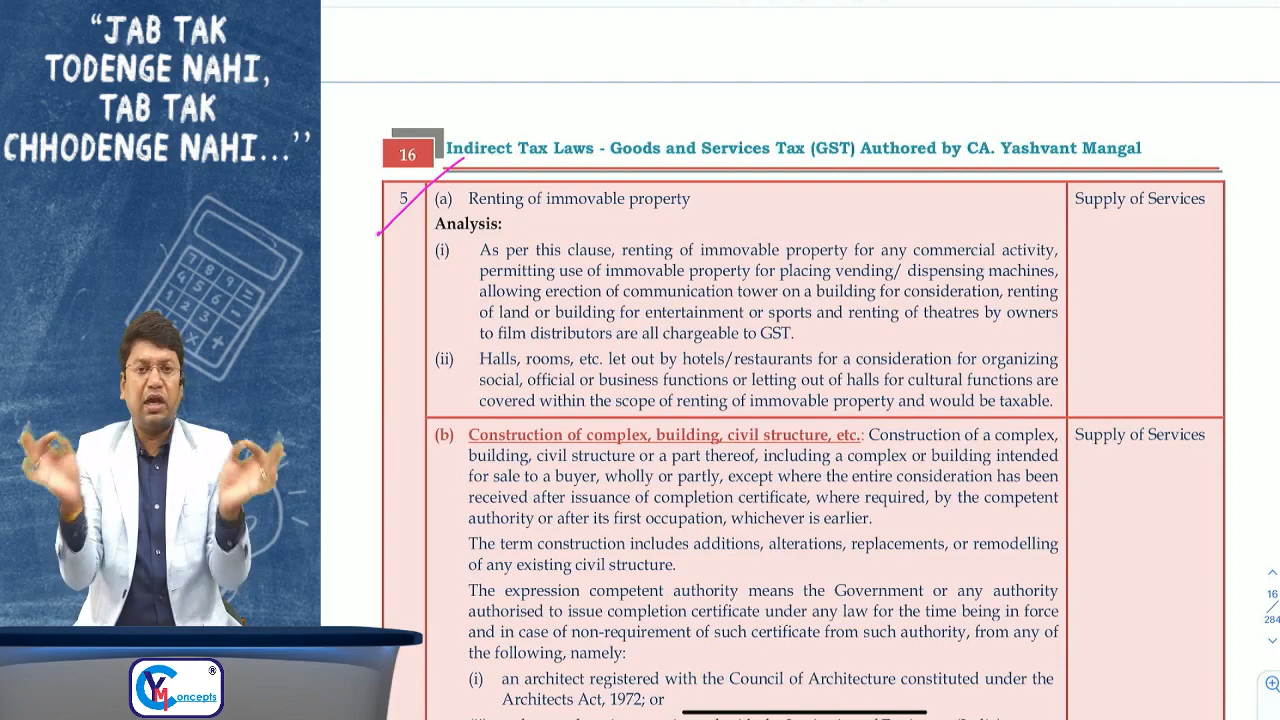 “JAB TAK
TODENGE NAHI,
TAB TAK
CHHODENGE NAHI...’’
16
Indirect Tax Laws - Goods and Services Tax (GST) Authored by CA. Yashvant Mangal
5
(a) Renting of immovable property
Supply of Services
Analysis:
(i) As per this clause, renting of immovable property for any commercial activity,
permitting use of immovable property for placing vending/ dispensing machines,
allowing erection of communication tower on a building for consideration, renting
of land or building for entertainment or sports and renting of theatres by owners
to film distributors are all chargeable to GST.
(ii) Halls, rooms, etc. let out by hotels/restaurants for a consideration for organizing
social, official or business functions or letting out of halls for cultural functions are
covered within the scope of renting of immovable property and would be taxable.
(b) Construction of complex, building, civil structure, etc.: Construction of a complex,
Supply of Services
building, civil structure or a part thereof, including a complex or building intended
for sale to a buyer, wholly or partly, except where the entire consideration has been
received after issuance of completion certificate, where required, by the competent
authority or after its first occupation, whichever is earlier.
The term construction includes additions, alterations, replacements, or remodelling
of any existing civil structure.
The expression competent authority means the Government or any authority
authorised to issue completion certificate under any law for the time being in force
and in case of non-requirement of such certificate from such authority, from any of
the following, namely:
(i) an architect registered with the Council of Architecture constituted under the
Architects Act, 1972; or
16
/
284
YM Concepts ®
7 8 9 =